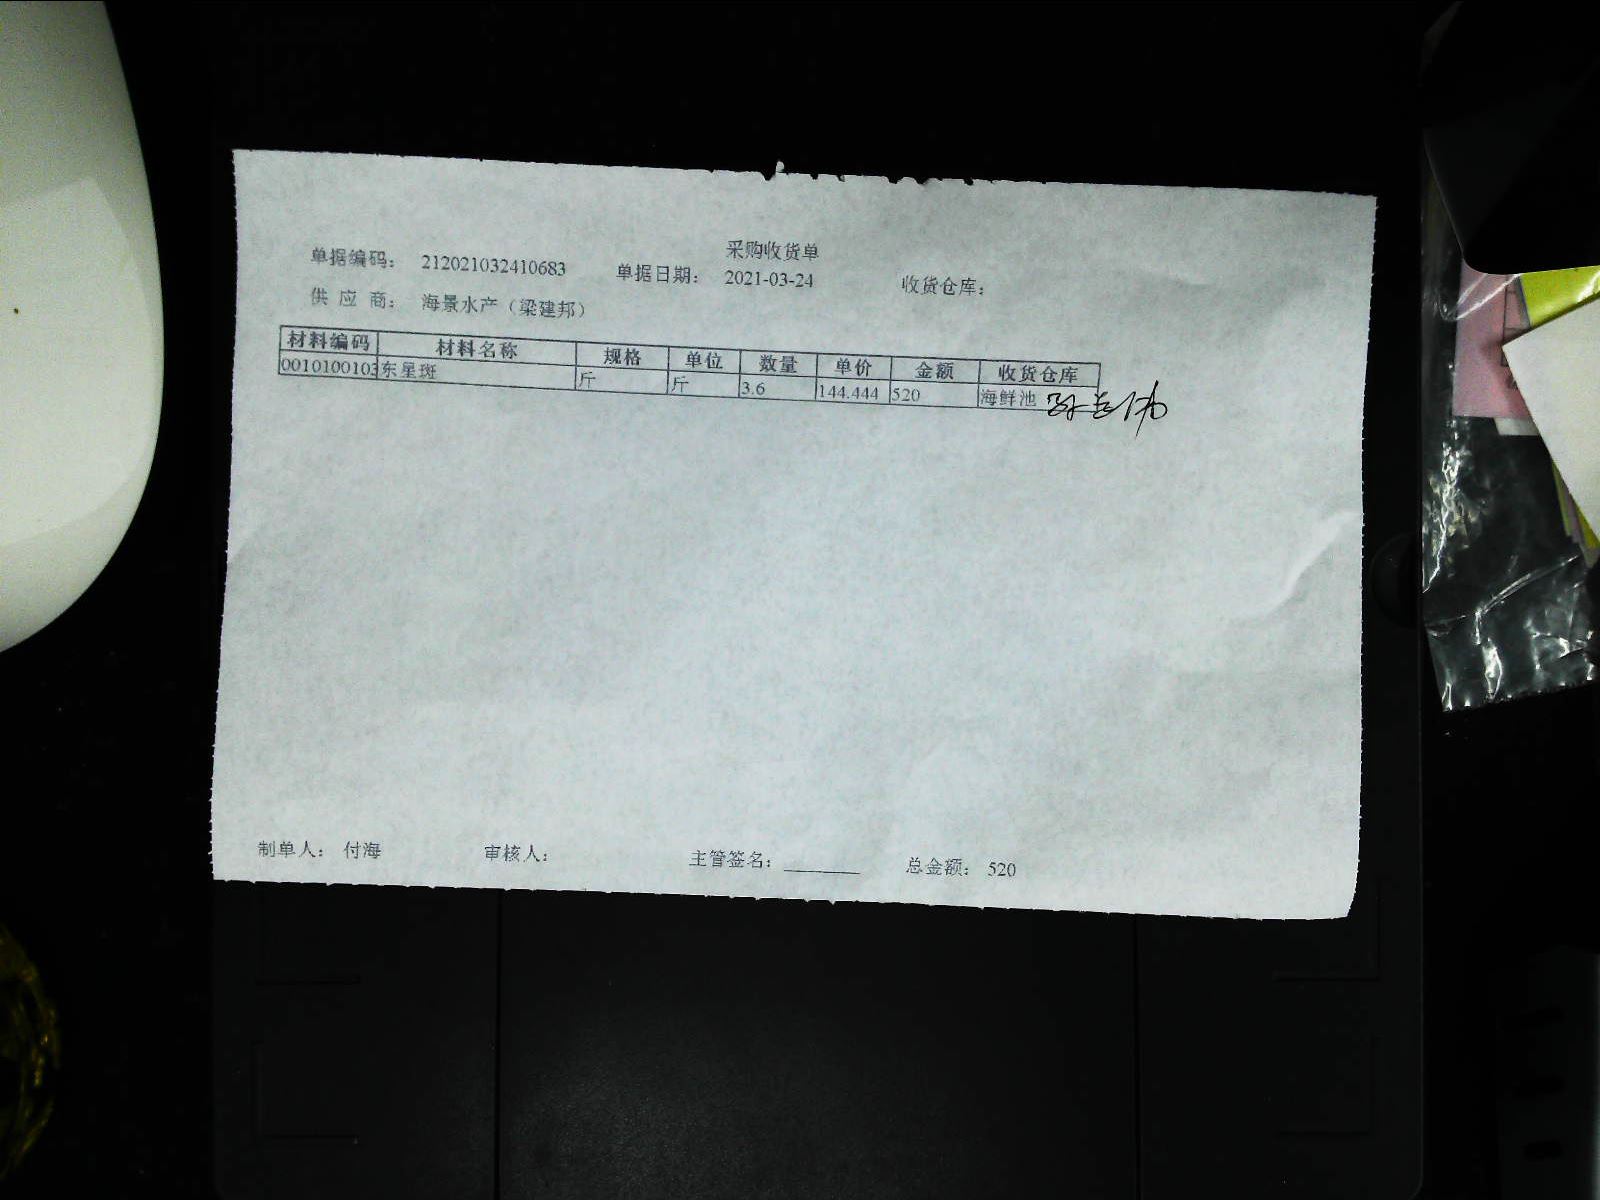 采购收货单
单据编码： 212021032410683 单据日期： 2021-03-24 收货仓库：
供 应 商： 海景水产（梁建邦）
材料编码 材料名称 规格 单位 数量 单价 金额 收货仓库
0010100103 东星斑 斤 斤 3.6 144.444 520 海鲜池
制单人： 付海 审核人： 主管签名： 总金额： 520